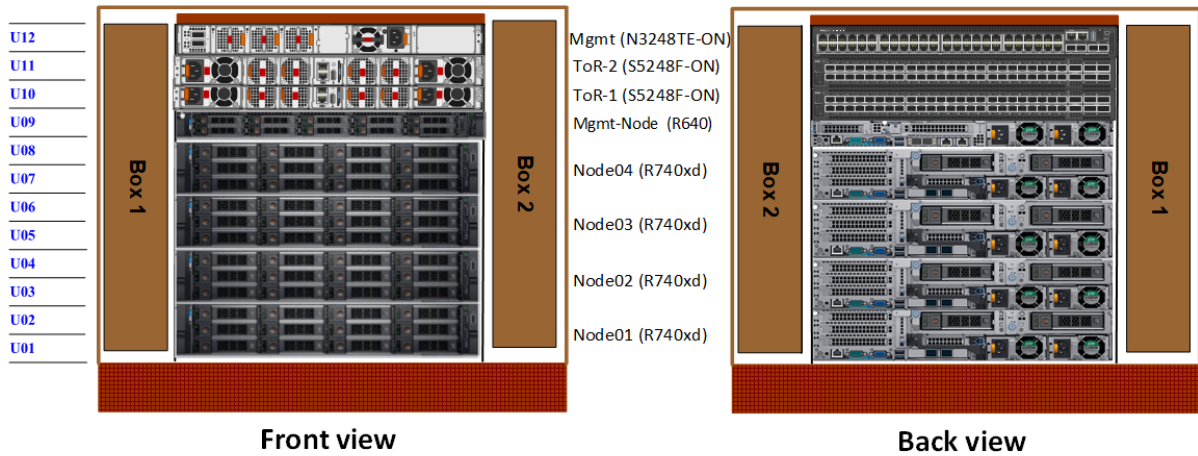 U12
U11
U10
U09
U08
U07
U06
U05
U04
U03
U02
U01
Box 1
Box 2
Mgmt (N3248TE-ON)
ToR-2 (S5248F-ON)
ToR-1 (S5248F-ON)
Mgmt-Node (R640)
Node04 (R740xd)
Node03 (R740xd)
Node02 (R740xd)
Node01 (R740xd)
Box 2
Box 1
Front view
Back view